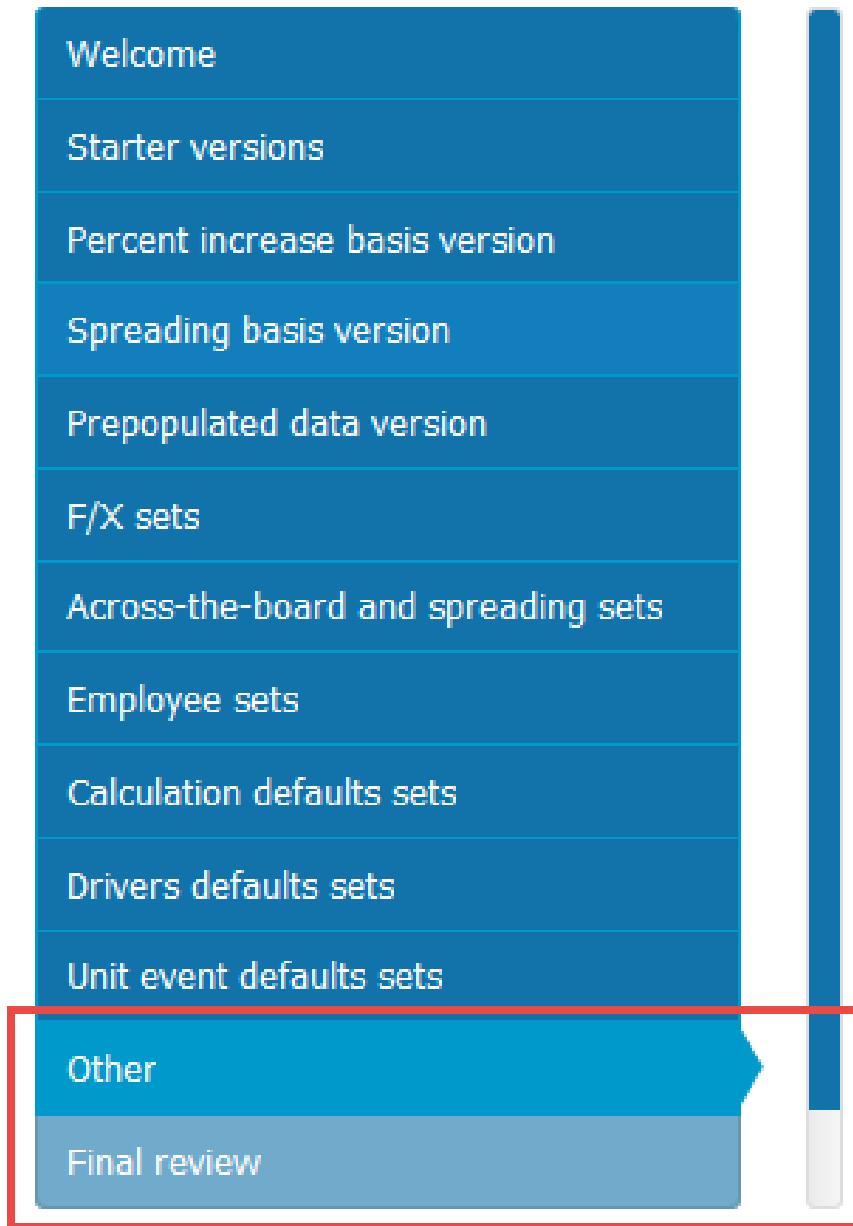 Welcome
Starter versions
Percent increase basis version
Spreading basis version
Prepopulated data version
F/X sets
Across-the-board and spreading sets
Employee sets
Calculation defaults sets
Drivers defaults sets
Unit event defaults sets
Other
Final review